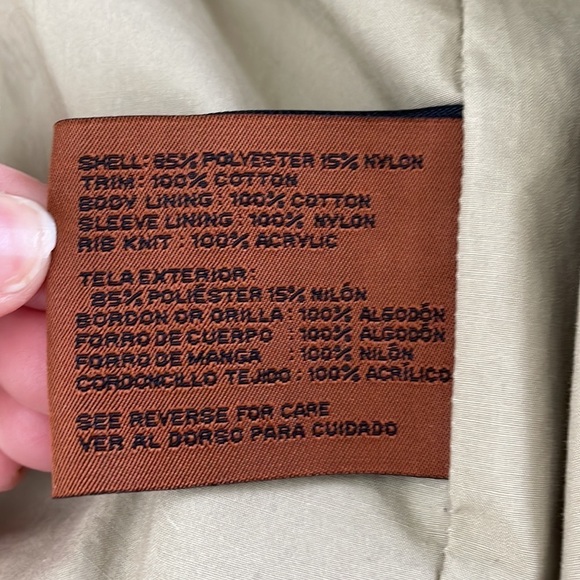 SHELL: 85% POLYESTER 15% NYLON
TRIM: 100% COTTON
BODY LINING: 100% COTTON
SLEEVE LINING: 100% NYLON
RIB KNIT: 100% ACRYLIC
TELA EXTERIOR:
85% POLIÉSTER 15% NILÓN
BORDON OR ORILLA: 100% ALGODÓN
FORRO DE CUERPO : 100% ALGODÓN
FORRO DE MANGA : 100% NILÓN
CORDONCILLO TEJIDO: 100% ACRÍLICO
SEE REVERSE FOR CARE
VER AL DORSO PARA CUIDADO